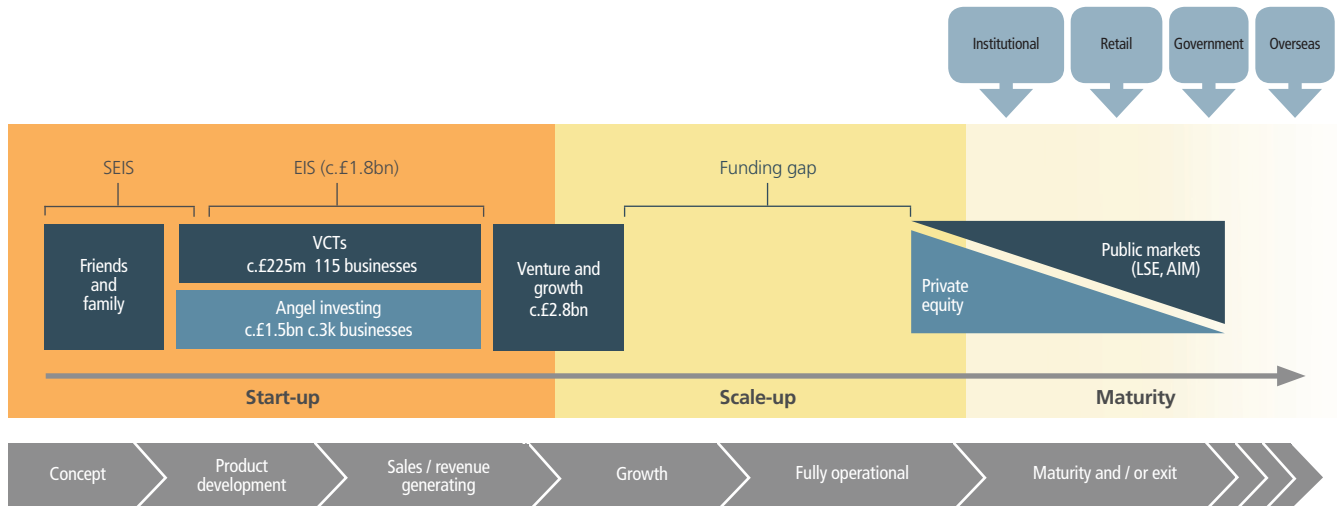 Institutional
Retail
Government
Overseas
SEIS
EIS (c.£1.8bn)
Funding gap
Friends
and
family
VCTs
c.£225m 115 businesses
Angel investing
c.£1.5bn c.3k businesses
Venture and
growth
c.£2.8bn
Private
equity
Public markets
(LSE, AIM)
Start-up
Scale-up
Maturity
Concept
Product
development
Sales / revenue
generating
Growth
Fully operational
Maturity and / or exit